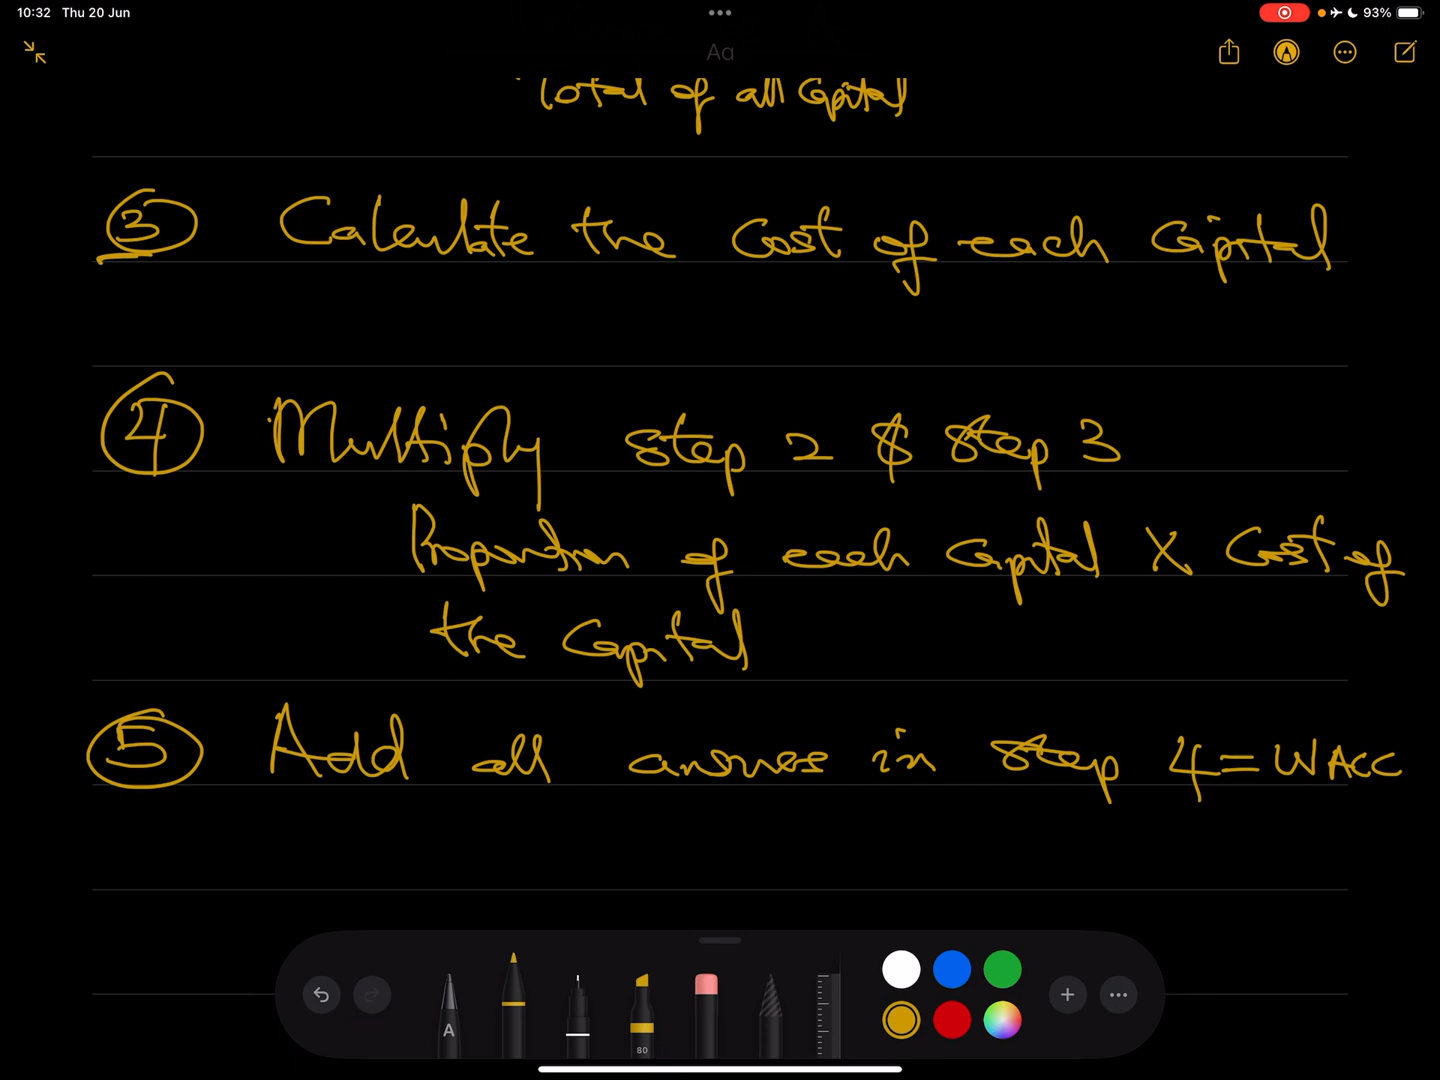 10:32 Thu 20 Jun
93%
Aa
Total of all Capital
3 Calculate the Cost of each Capital
4 Multiply step 2 & step 3
Proportion of each Capital X Cost of
the Capital
5 Add all answes in step 4 = WACC
A
80